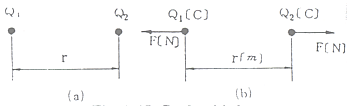 Q₁ Q₂ Q₁(C) Q₂(C)
F[N] F[N]
r r(m)
(a) (b)